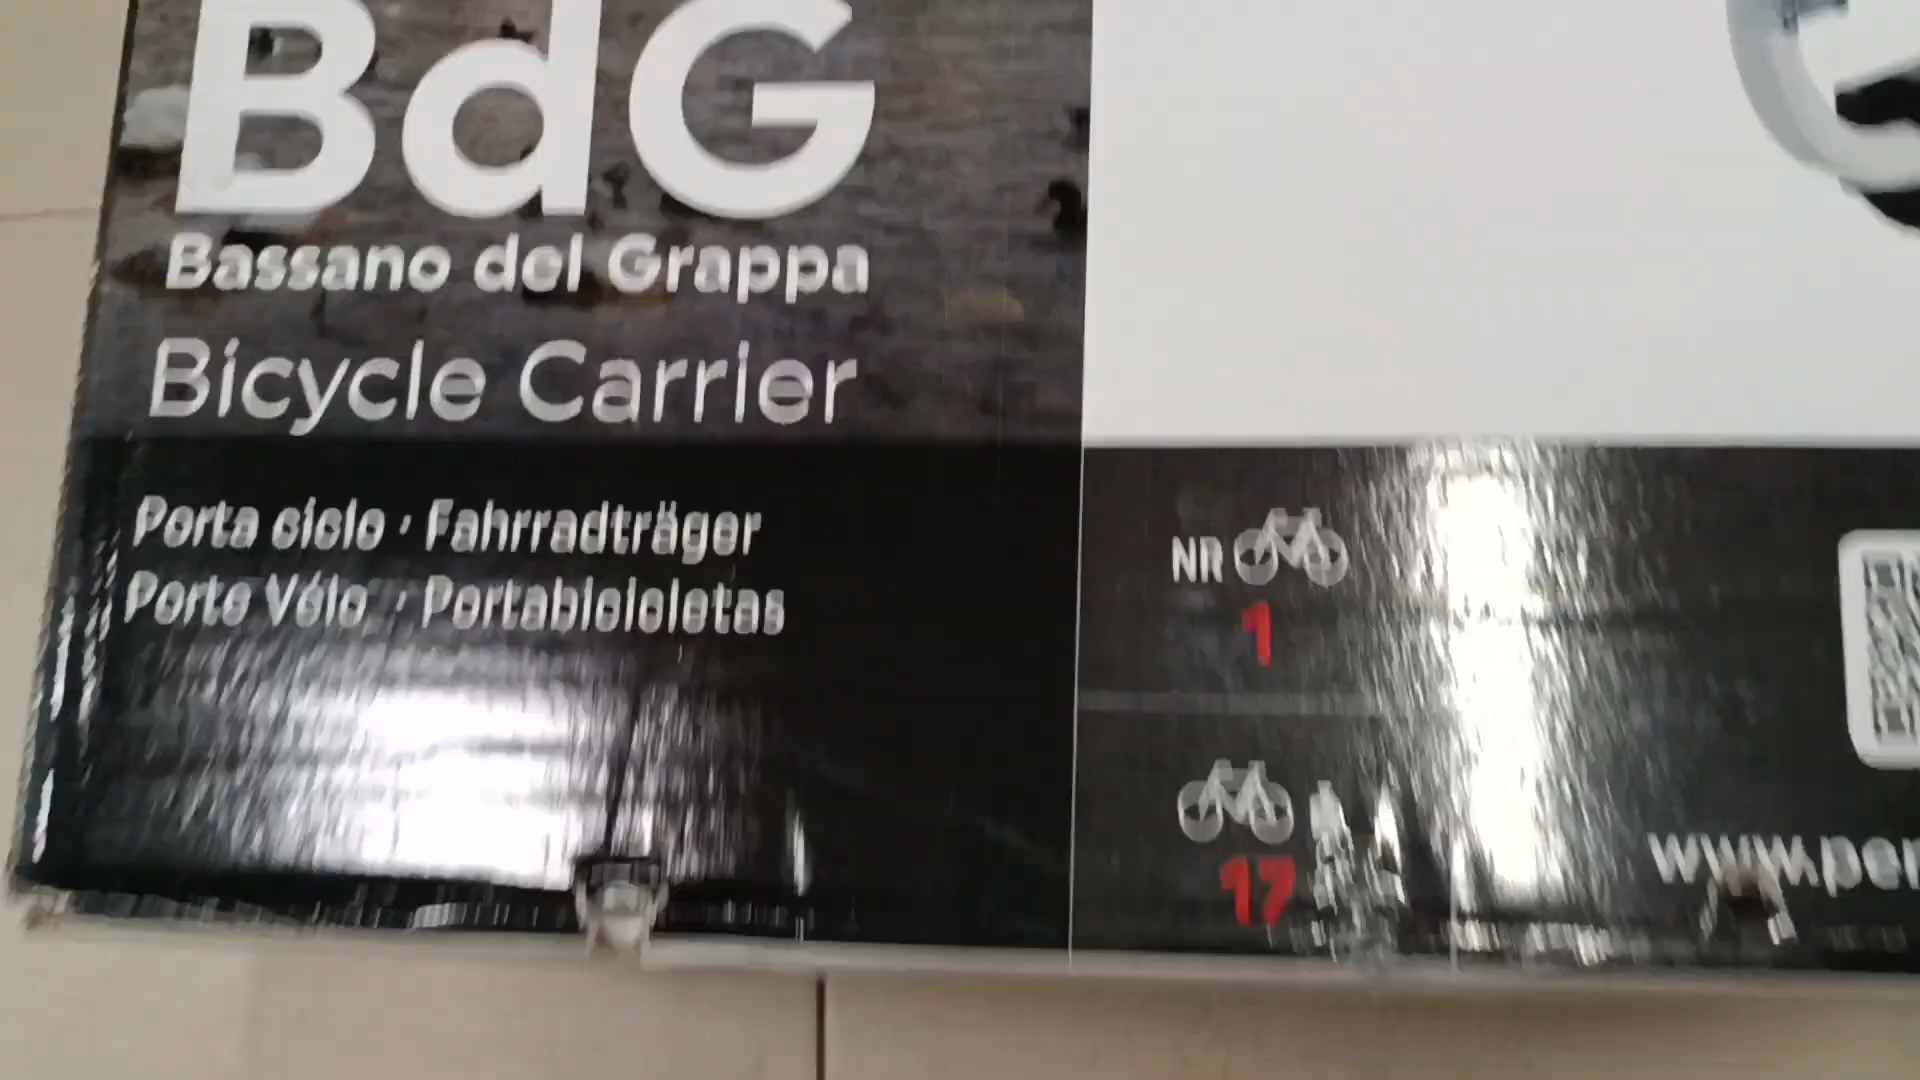 BdG
Bassano del Grappa
Bicycle Carrier
Porta ciclo · Fahrradträger
Porte Vélo · Portabicicletas
NR
1
17
www.per